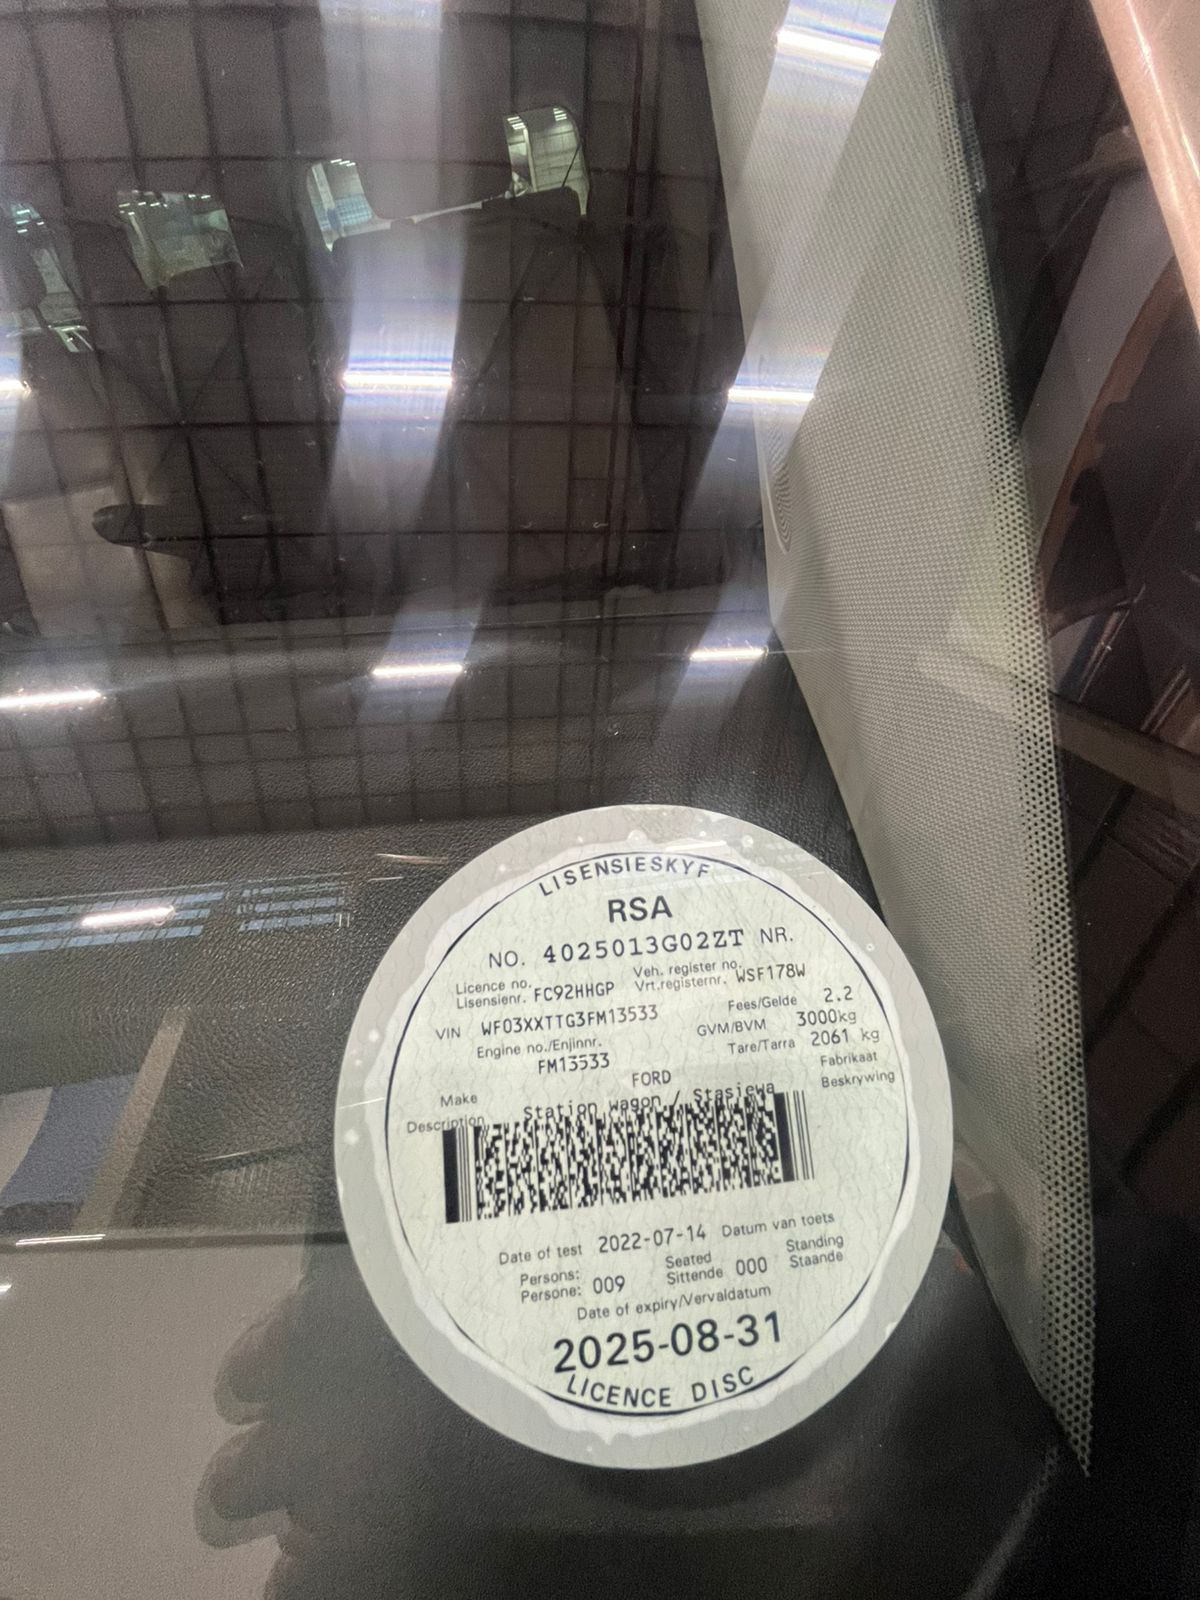 LISENSIESKYF
RSA
NO. 4025013G02ZT NR.
Licence no. Veh. register no.
Lisensienr. FC92HHGP Vrt.registernr. WSF178W
VIN WF03XXTTG3FM13533 Fees/Gelde 2.2
Engine no./Enjinnr. GVM/BVM 3000kg
FM13533 Tare/Tarra 2061 kg
Make FORD Fabrikaat
Description Station wagon / Stasiewa Beskrywing
Date of test 2022-07-14 Datum van toets
Persons: Seated Standing
Persone: 009 Sittende 000 Staande
Date of expiry/Vervaldatum
2025-08-31
LICENCE DISC